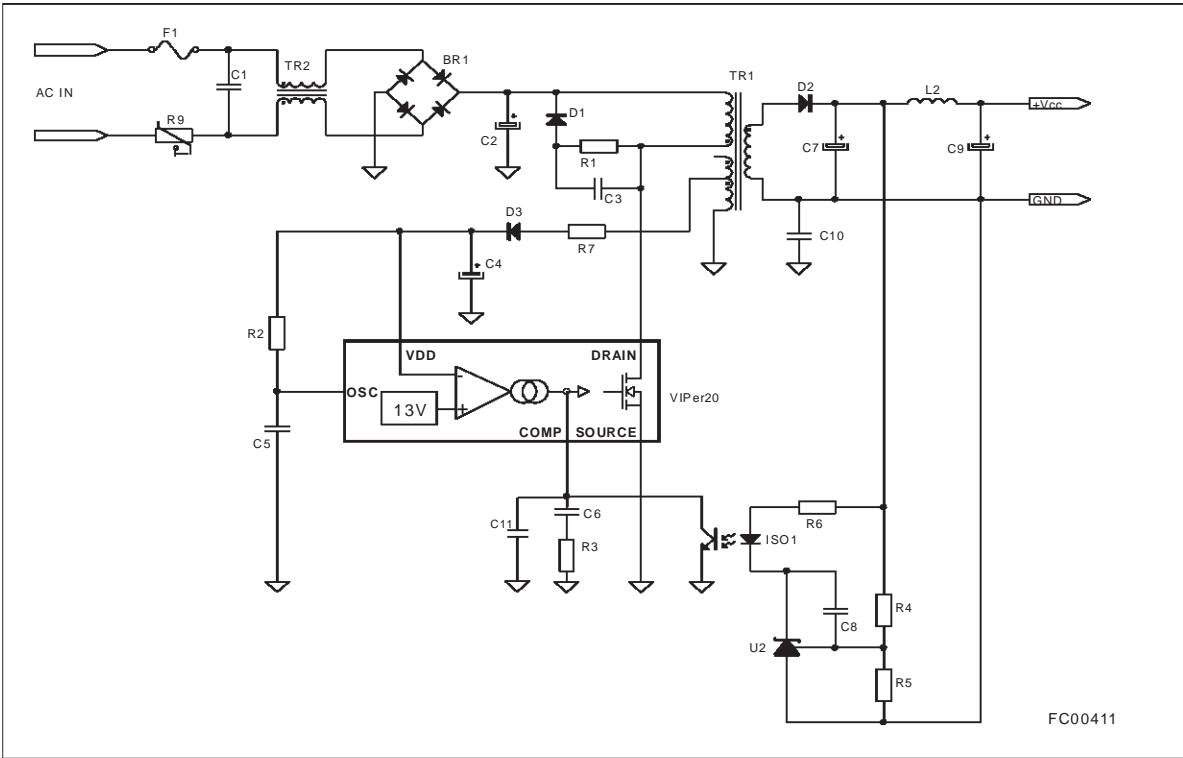 F1
BR1
TR2
TR1
C1
D2
L2
AC IN
+Vcc
D1
R9
C2
C7
C9
R1
C3
GND
D3
C10
R7
C4
R2
VDD
DRAIN
OSC
-
13V
+
VIPer20
COMP
SOURCE
C5
C11
C6
R6
ISO1
R3
R4
C8
U2
R5
FC00411